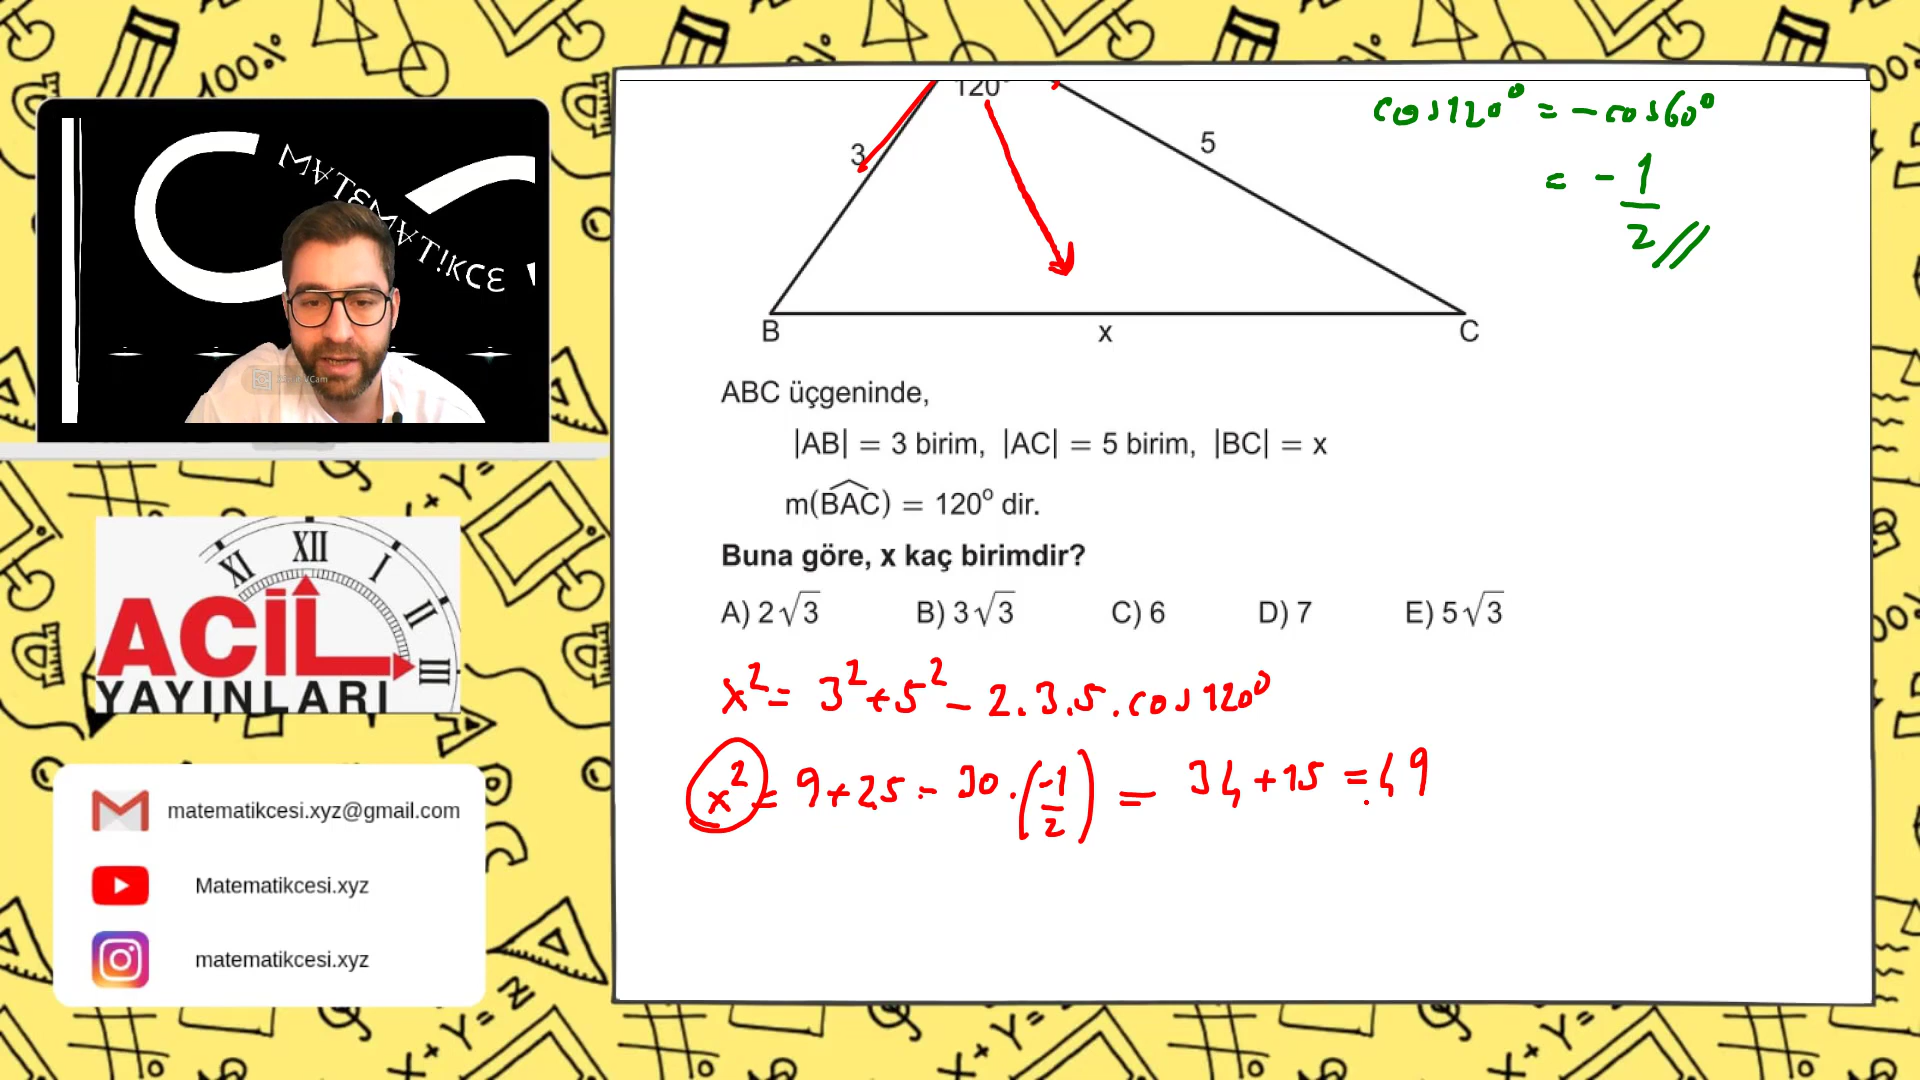 100%
MATEMATİKCE
XVCam
XI XII I II III
ACİL
YAYINLARI
matematikcesi.xyz@gmail.com
Matematikcesi.xyz
matematikcesi.xyz
120°
3
5
B
x
C
cos120° = -cos60°
= - 1/2 //
ABC üçgeninde,
|AB| = 3 birim, |AC| = 5 birim, |BC| = x
m(BAC) = 120° dir.
Buna göre, x kaç birimdir?
A) 2√3 B) 3√3 C) 6 D) 7 E) 5√3
x² = 3² + 5² - 2.3.5.cos120°
x² = 9 + 25 - 30.(-1/2) = 34 + 15 = 49